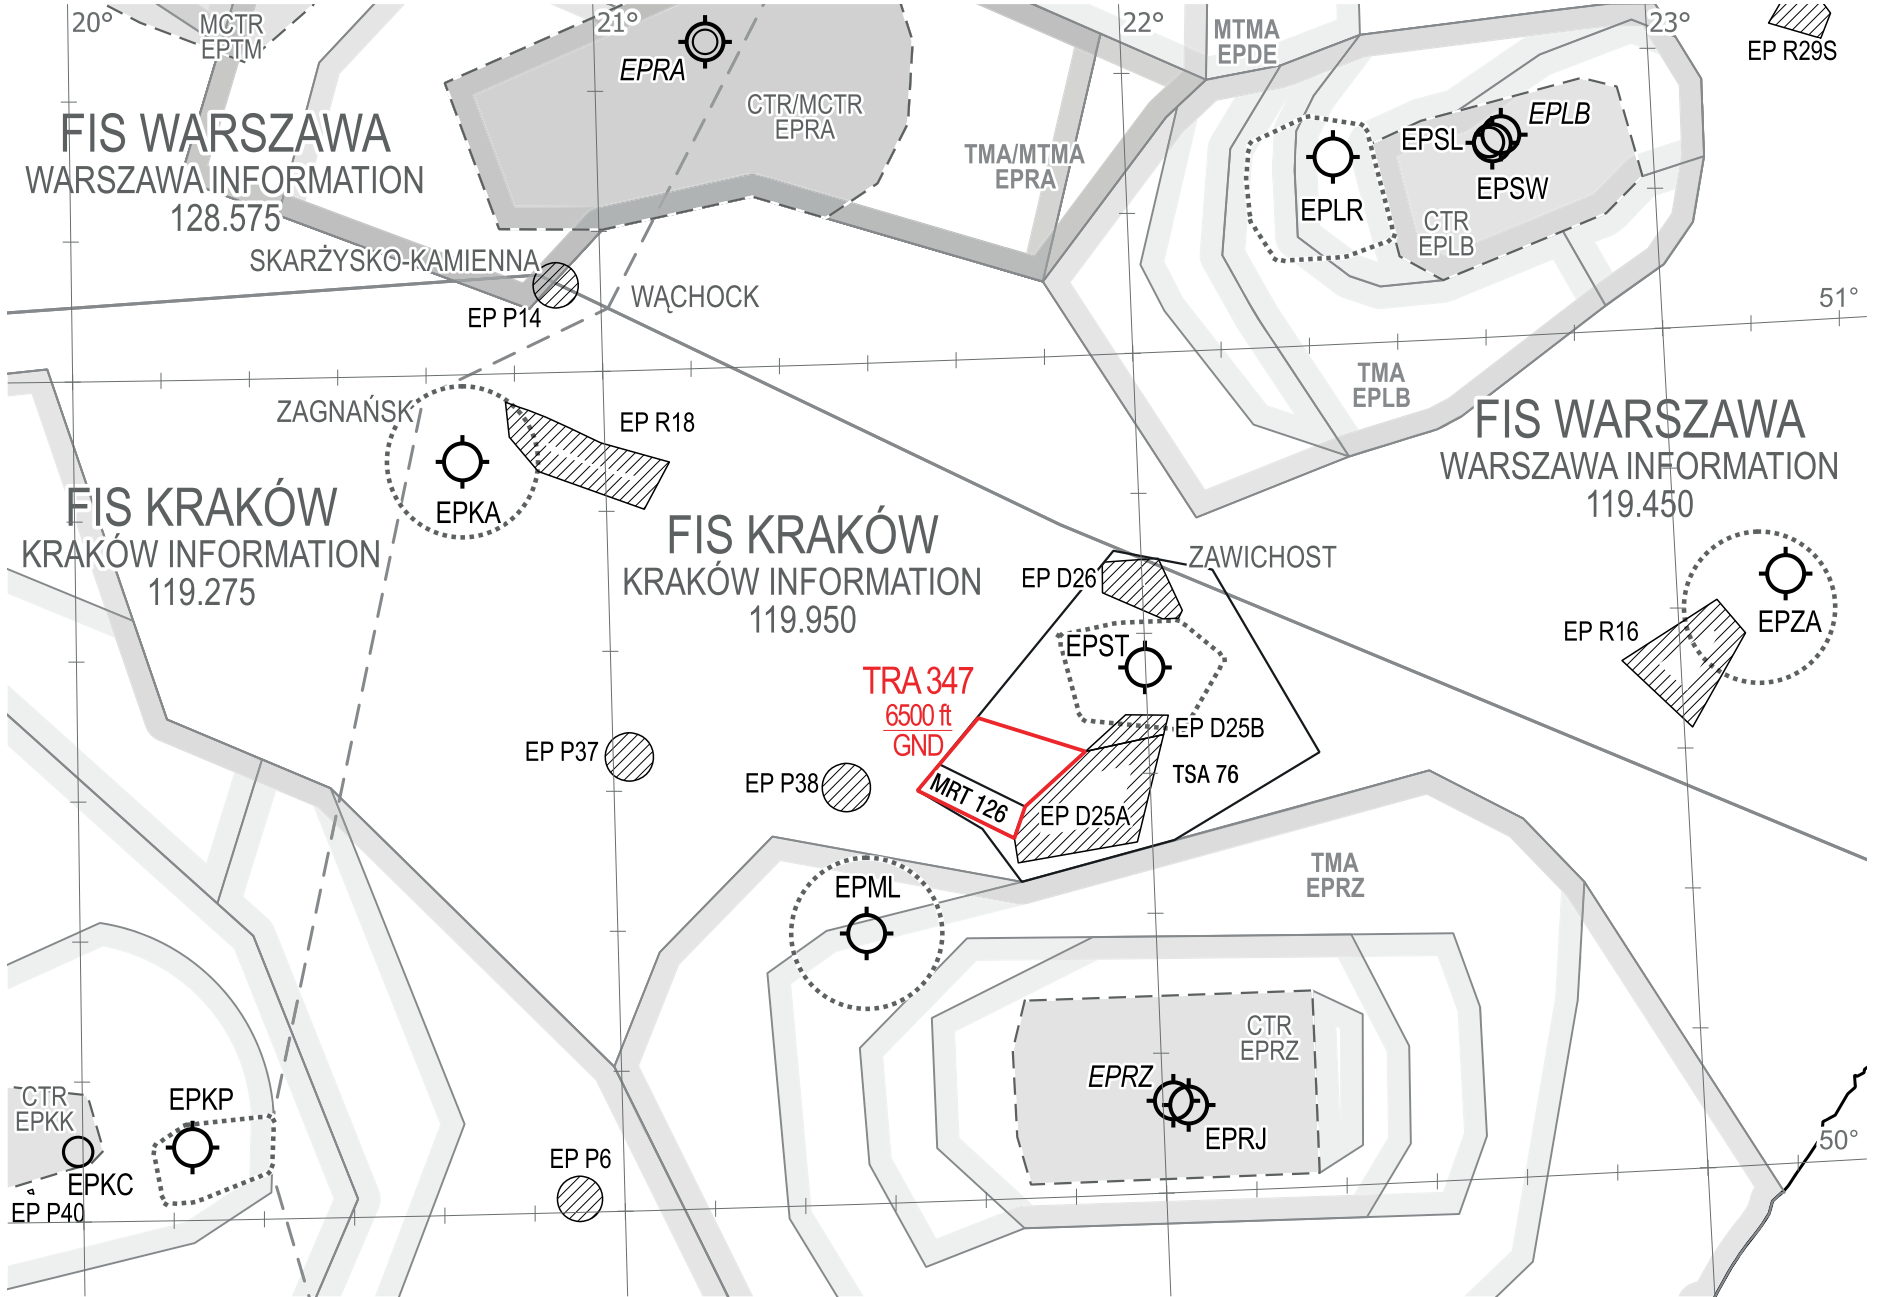 20°
MCTR
EPTM
21°
EPRA
22°
MTMA
EPDE
23°
EP R29S
FIS WARSZAWA
WARSZAWA INFORMATION
128.575
CTR/MCTR
EPRA
TMA/MTMA
EPRA
EPLB
EPSL
EPSW
EPLR
CTR
EPLB
SKARŻYSKO-KAMIENNA
EP P14
WĄCHOCK
51°
ZAGNAŃSK
EP R18
EPKA
TMA
EPLB
FIS WARSZAWA
WARSZAWA INFORMATION
119.450
FIS KRAKÓW
KRAKÓW INFORMATION
119.275
FIS KRAKÓW
KRAKÓW INFORMATION
119.950
ZAWICHOST
EP D26
EPST
EP R16
EPZA
TRA 347
6500 ft
GND
EP D25B
TSA 76
EP P37
EP P38
MRT 126
EP D25A
EPML
TMA
EPRZ
CTR
EPRZ
EPRZ
EPRJ
CTR
EPKK
EPKP
EPKC
EP P40
EP P6
50°